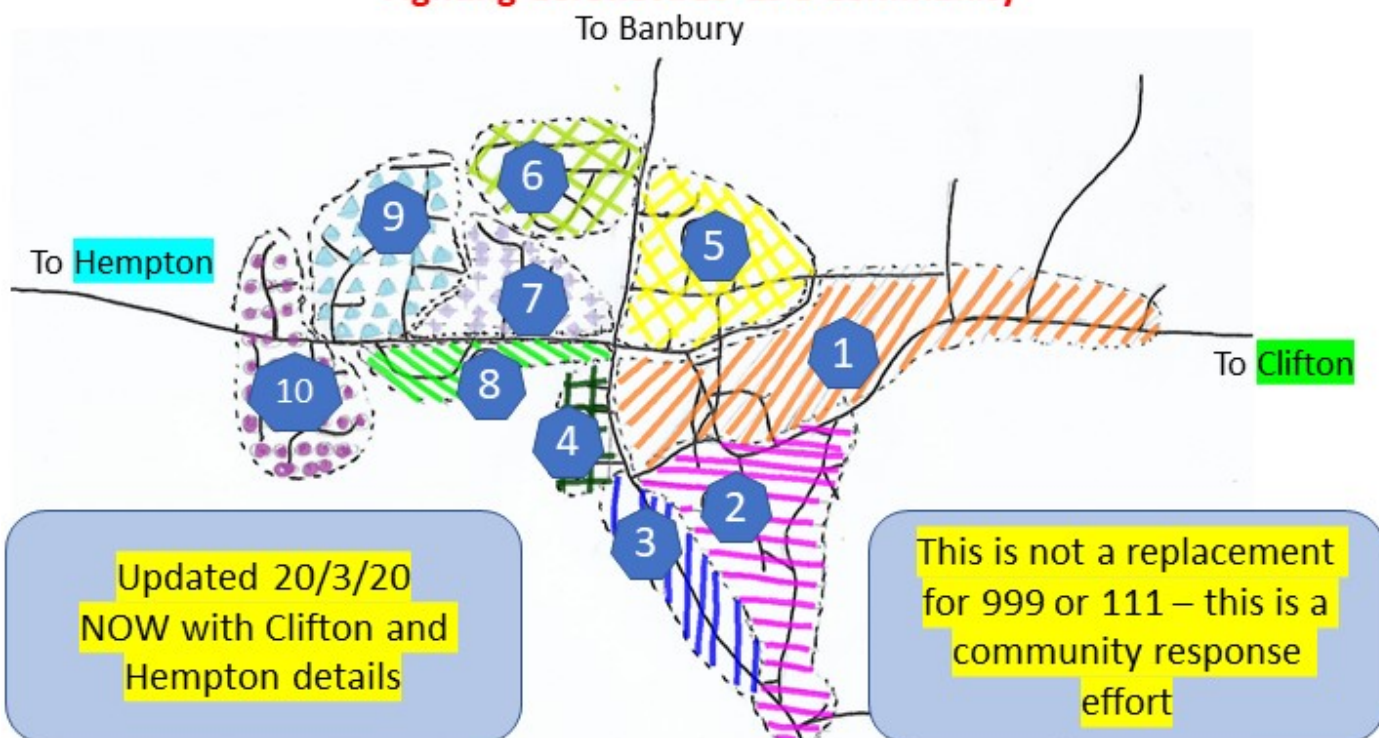 To Banbury
6
9
5
To Hempton
7
1
To Clifton
10
8
4
2
3
Updated 20/3/20
NOW with Clifton and
Hempton details
This is not a replacement
for 999 or 111 – this is a
community response
effort